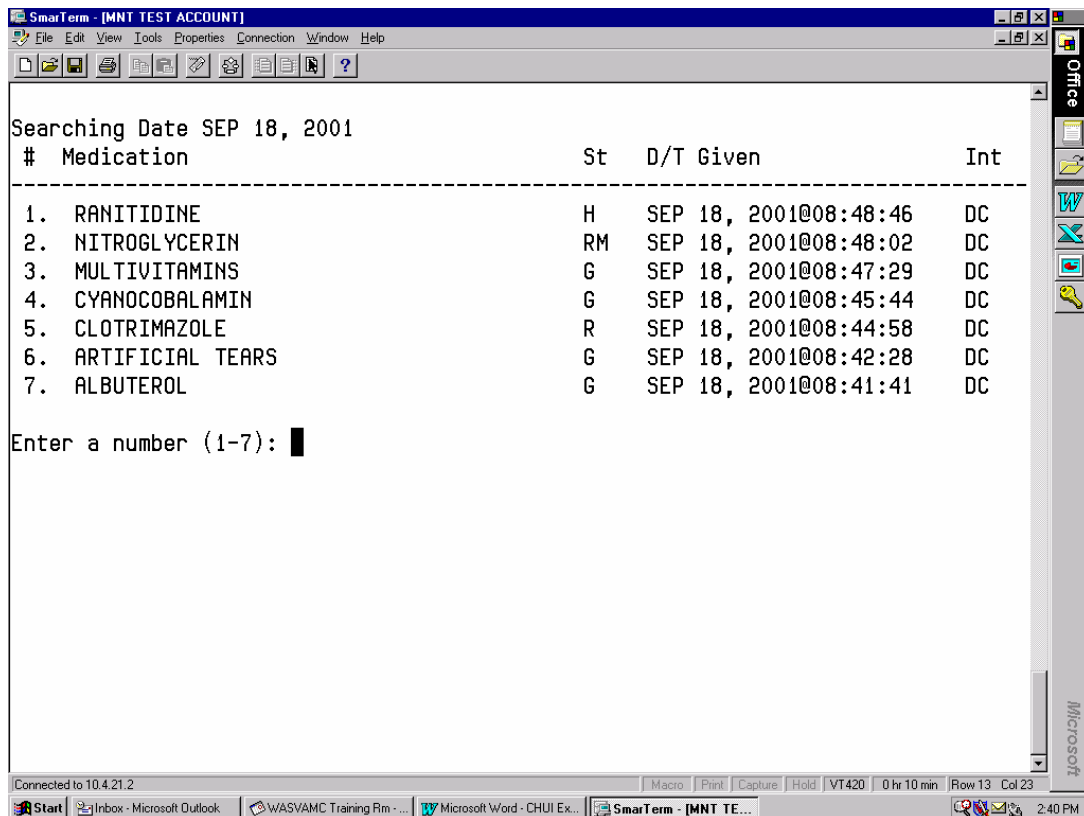 SmarTerm - [MNT TEST ACCOUNT]
File Edit View Tools Properties Connection Window Help
Office
Searching Date SEP 18, 2001
# Medication St D/T Given Int
--------------------------------------------------------------------------------
1. RANITIDINE H SEP 18, 2001@08:48:46 DC
2. NITROGLYCERIN RM SEP 18, 2001@08:48:02 DC
3. MULTIVITAMINS G SEP 18, 2001@08:47:29 DC
4. CYANOCOBALAMIN G SEP 18, 2001@08:45:44 DC
5. CLOTRIMAZOLE R SEP 18, 2001@08:44:58 DC
6. ARTIFICIAL TEARS G SEP 18, 2001@08:42:28 DC
7. ALBUTEROL G SEP 18, 2001@08:41:41 DC
Enter a number (1-7):
Microsoft
Connected to 10.4.21.2 Macro Print Capture Hold VT420 0 hr 10 min Row 13 Col 23
Start Inbox - Microsoft Outlook WASVAMC Training Rm - ... Microsoft Word - CHUI Ex... SmarTerm - [MNT TE... 2:40 PM